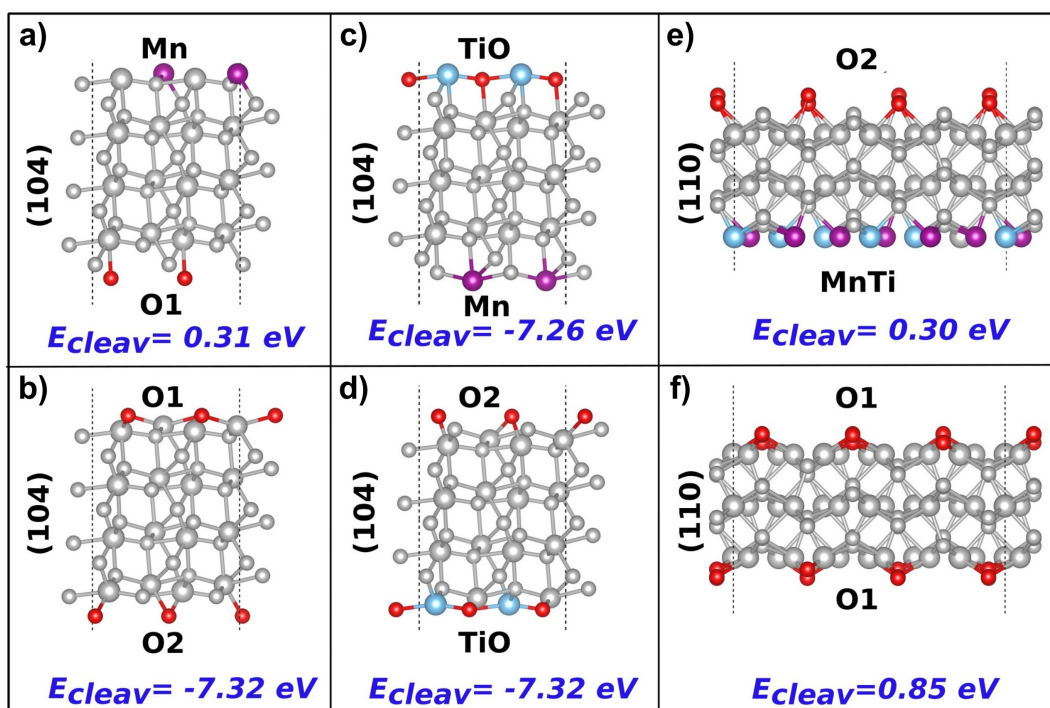 a)
Mn
(104)
O1
Ecleav= 0.31 eV
c)
TiO
(104)
Mn
Ecleav= -7.26 eV
e)
O2
(110)
MnTi
Ecleav= 0.30 eV
b)
O1
(104)
O2
Ecleav= -7.32 eV
d)
O2
(104)
TiO
Ecleav= -7.32 eV
f)
O1
(110)
O1
Ecleav=0.85 eV